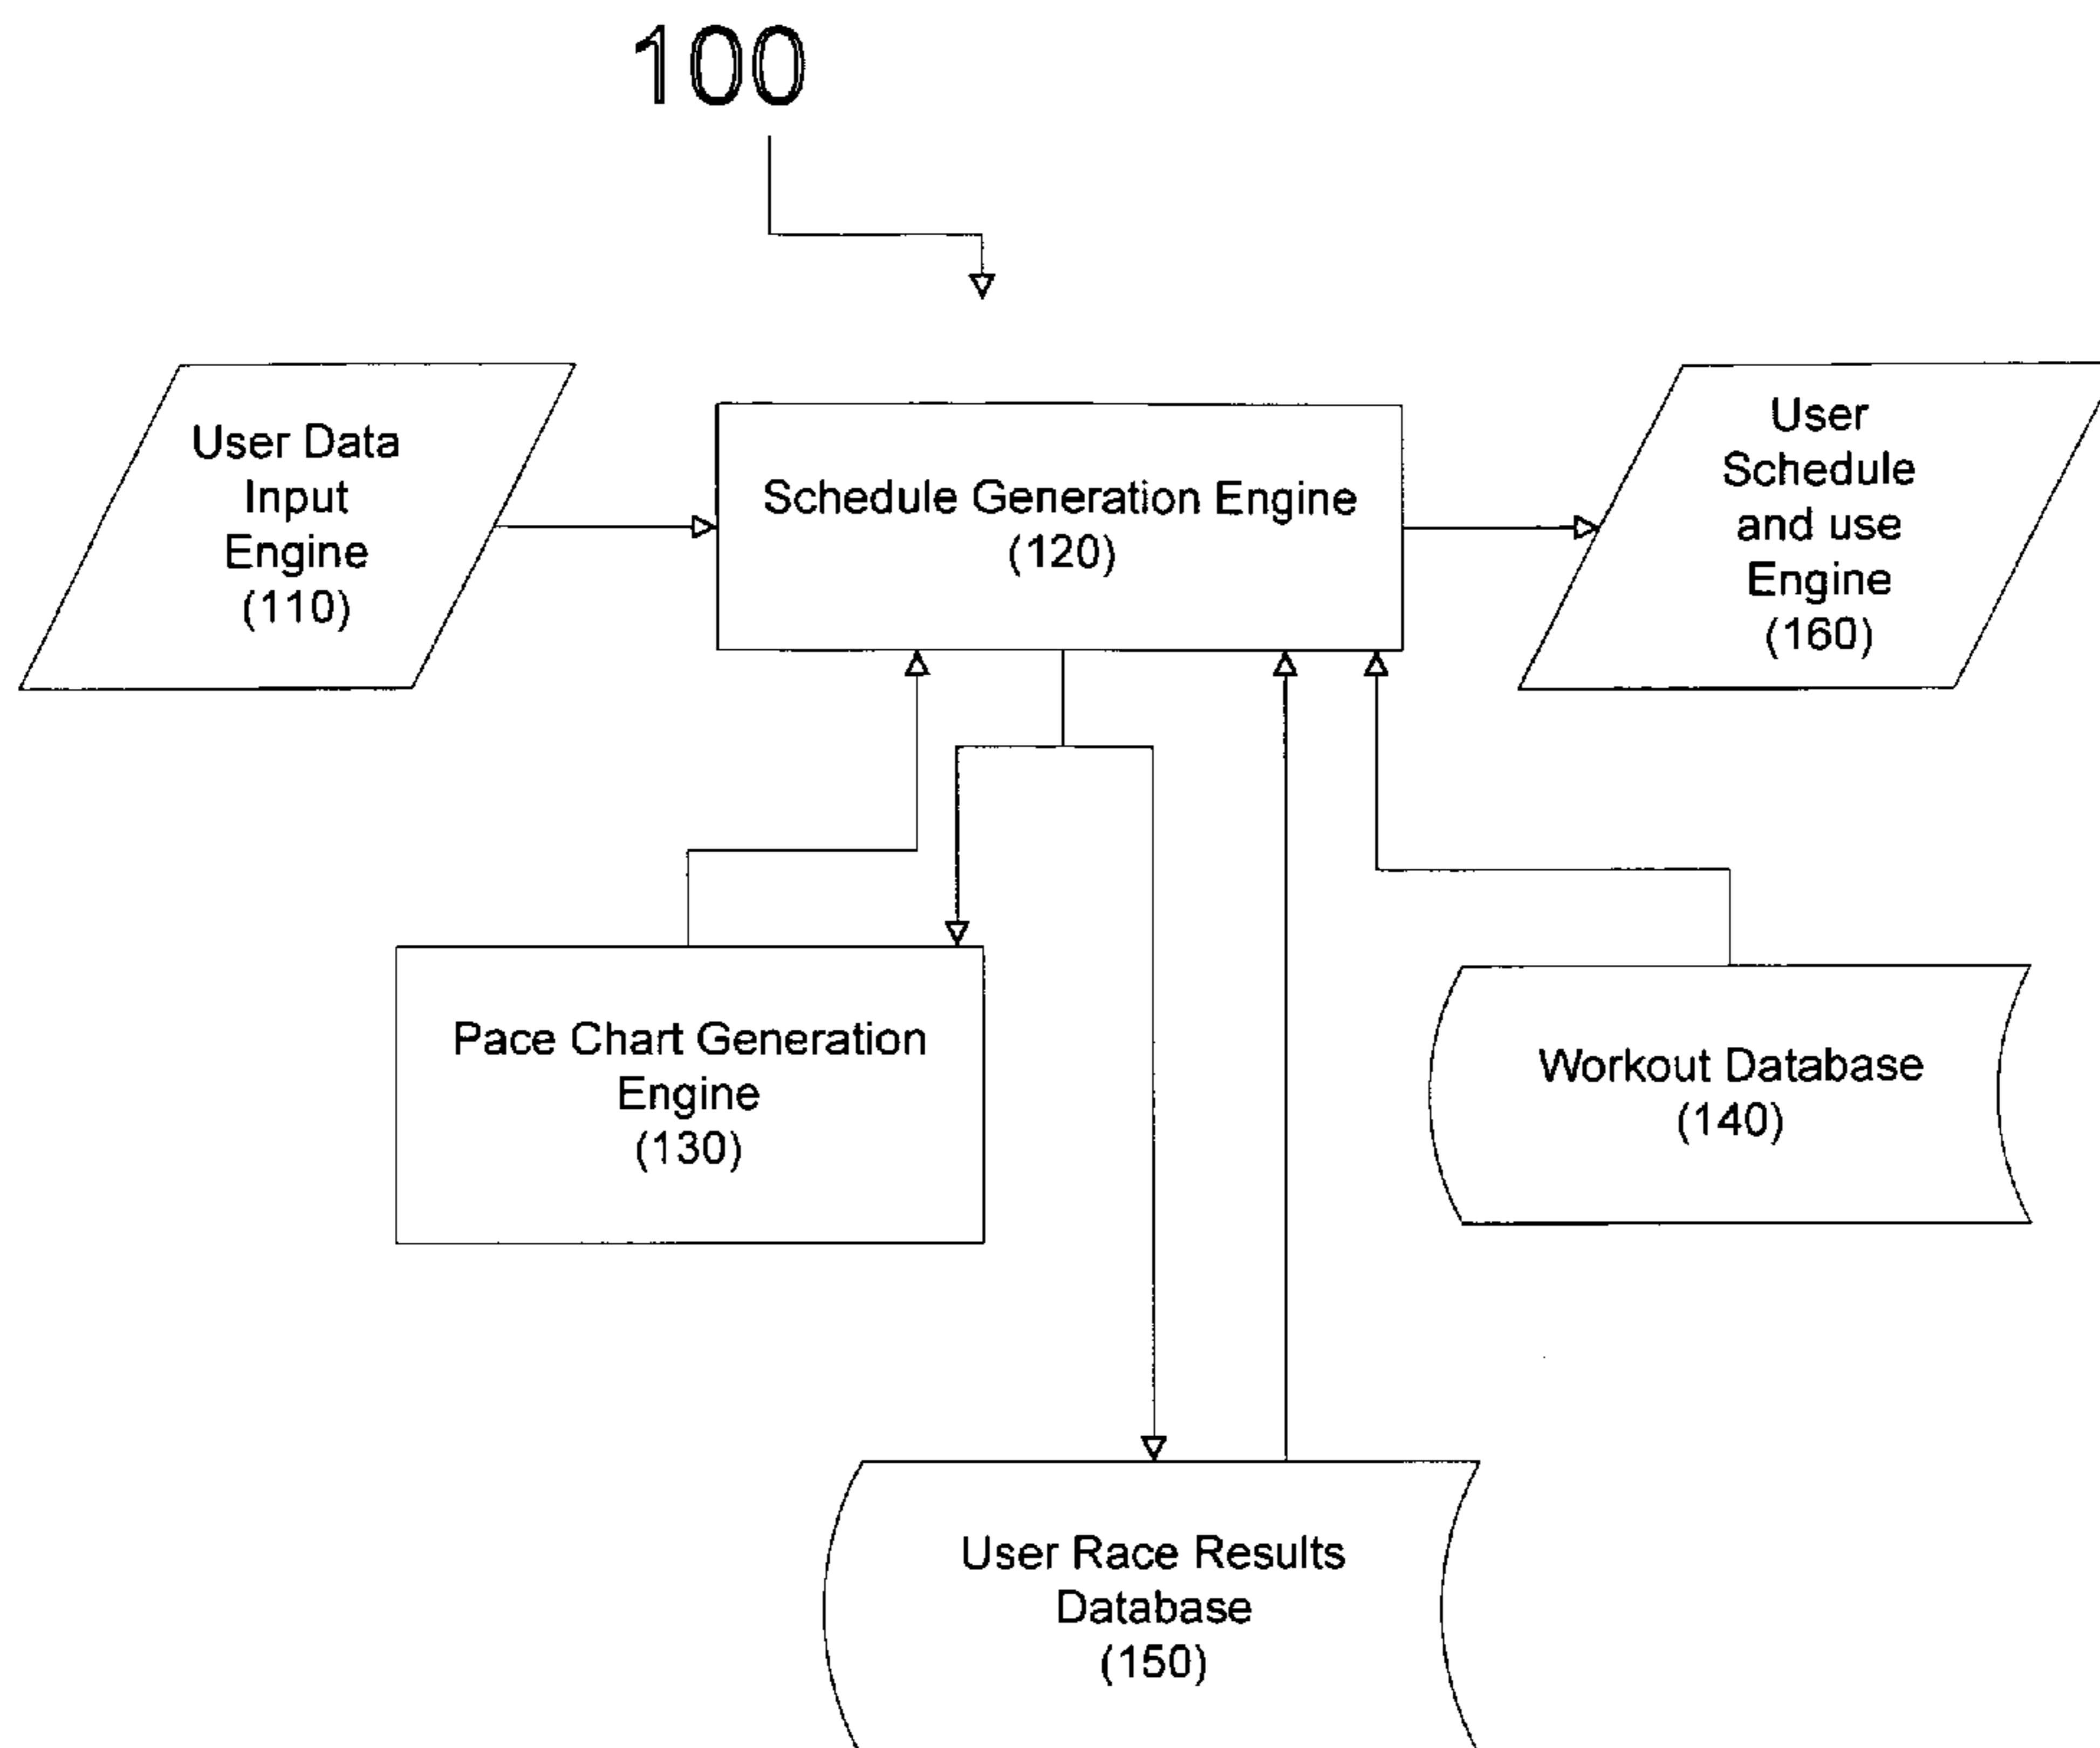 100
User Data
Input
Engine
(110)
Schedule Generation Engine
(120)
User
Schedule
and use
Engine
(160)
Pace Chart Generation
Engine
(130)
Workout Database
(140)
User Race Results
Database
(150)